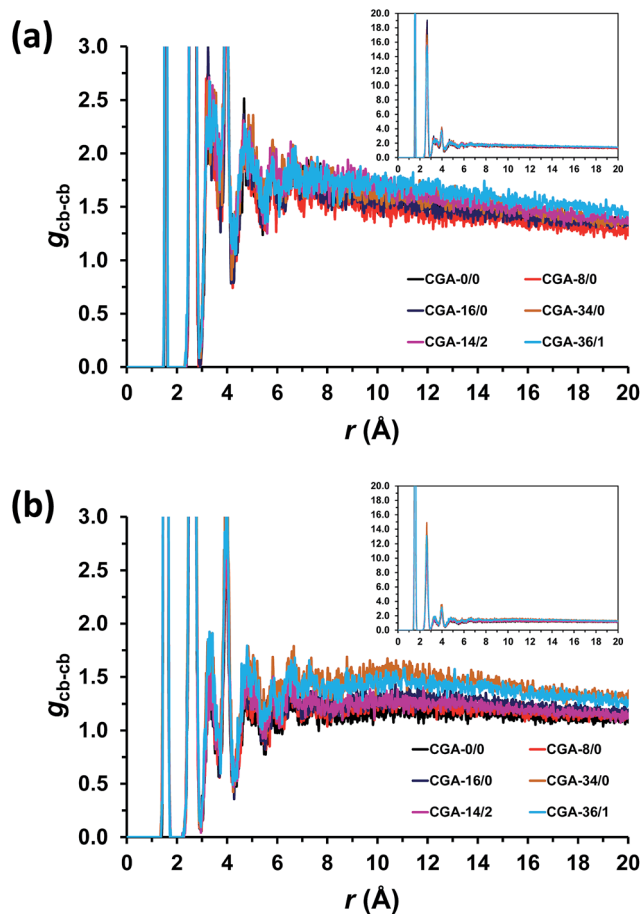 (a)
g cb-cb
3.0
2.5
2.0
1.5
1.0
0.5
0.0
0 2 4 6 8 10 12 14 16 18 20
r (Å)
20.0
18.0
16.0
14.0
12.0
10.0
8.0
6.0
4.0
2.0
0.0
0 2 4 6 8 10 12 14 16 18 20
CGA-0/0 CGA-8/0
CGA-16/0 CGA-34/0
CGA-14/2 CGA-36/1
(b)
g cb-cb
3.0
2.5
2.0
1.5
1.0
0.5
0.0
0 2 4 6 8 10 12 14 16 18 20
r (Å)
20.0
18.0
16.0
14.0
12.0
10.0
8.0
6.0
4.0
2.0
0.0
0 2 4 6 8 10 12 14 16 18 20
CGA-0/0 CGA-8/0
CGA-16/0 CGA-34/0
CGA-14/2 CGA-36/1